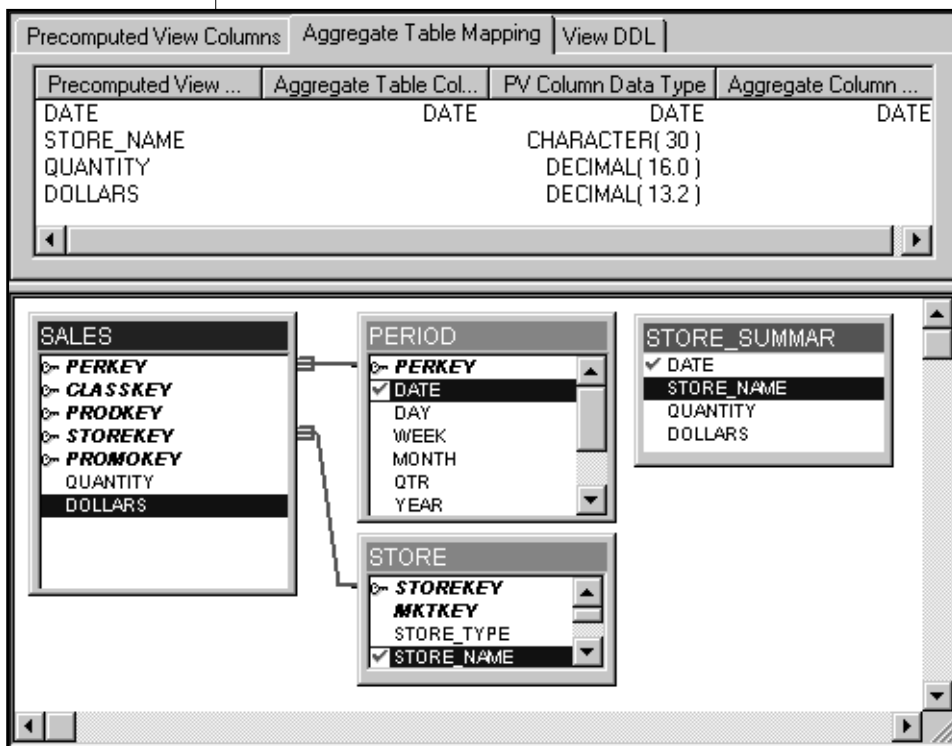 Precomputed View Columns Aggregate Table Mapping View DDL
Precomputed View ... Aggregate Table Col... PV Column Data Type Aggregate Column ...
DATE DATE DATE DATE
STORE_NAME CHARACTER( 30 )
QUANTITY DECIMAL( 16.0 )
DOLLARS DECIMAL( 13.2 )
SALES
PERKEY
CLASSKEY
PRODKEY
STOREKEY
PROMOKEY
QUANTITY
DOLLARS
PERIOD
PERKEY
DATE
DAY
WEEK
MONTH
QTR
YEAR
STORE
STOREKEY
MKTKEY
STORE_TYPE
STORE_NAME
STORE_SUMMAR
DATE
STORE_NAME
QUANTITY
DOLLARS